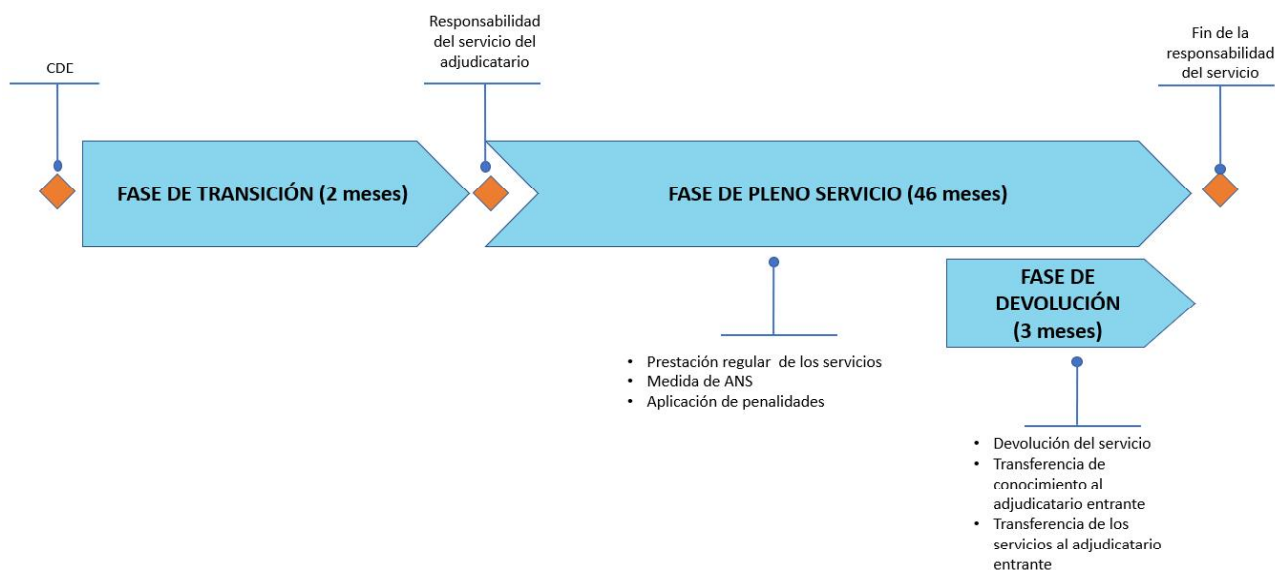 CDE
Responsabilidad
del servicio del
adjudicatario
Fin de la
responsabilidad
del servicio
FASE DE TRANSICIÓN (2 meses)
FASE DE PLENO SERVICIO (46 meses)
FASE DE
DEVOLUCIÓN
(3 meses)
• Prestación regular de los servicios
• Medida de ANS
• Aplicación de penalidades
• Devolución del servicio
• Transferencia de
conocimiento al
adjudicatario entrante
• Transferencia de los
servicios al adjudicatario
entrante